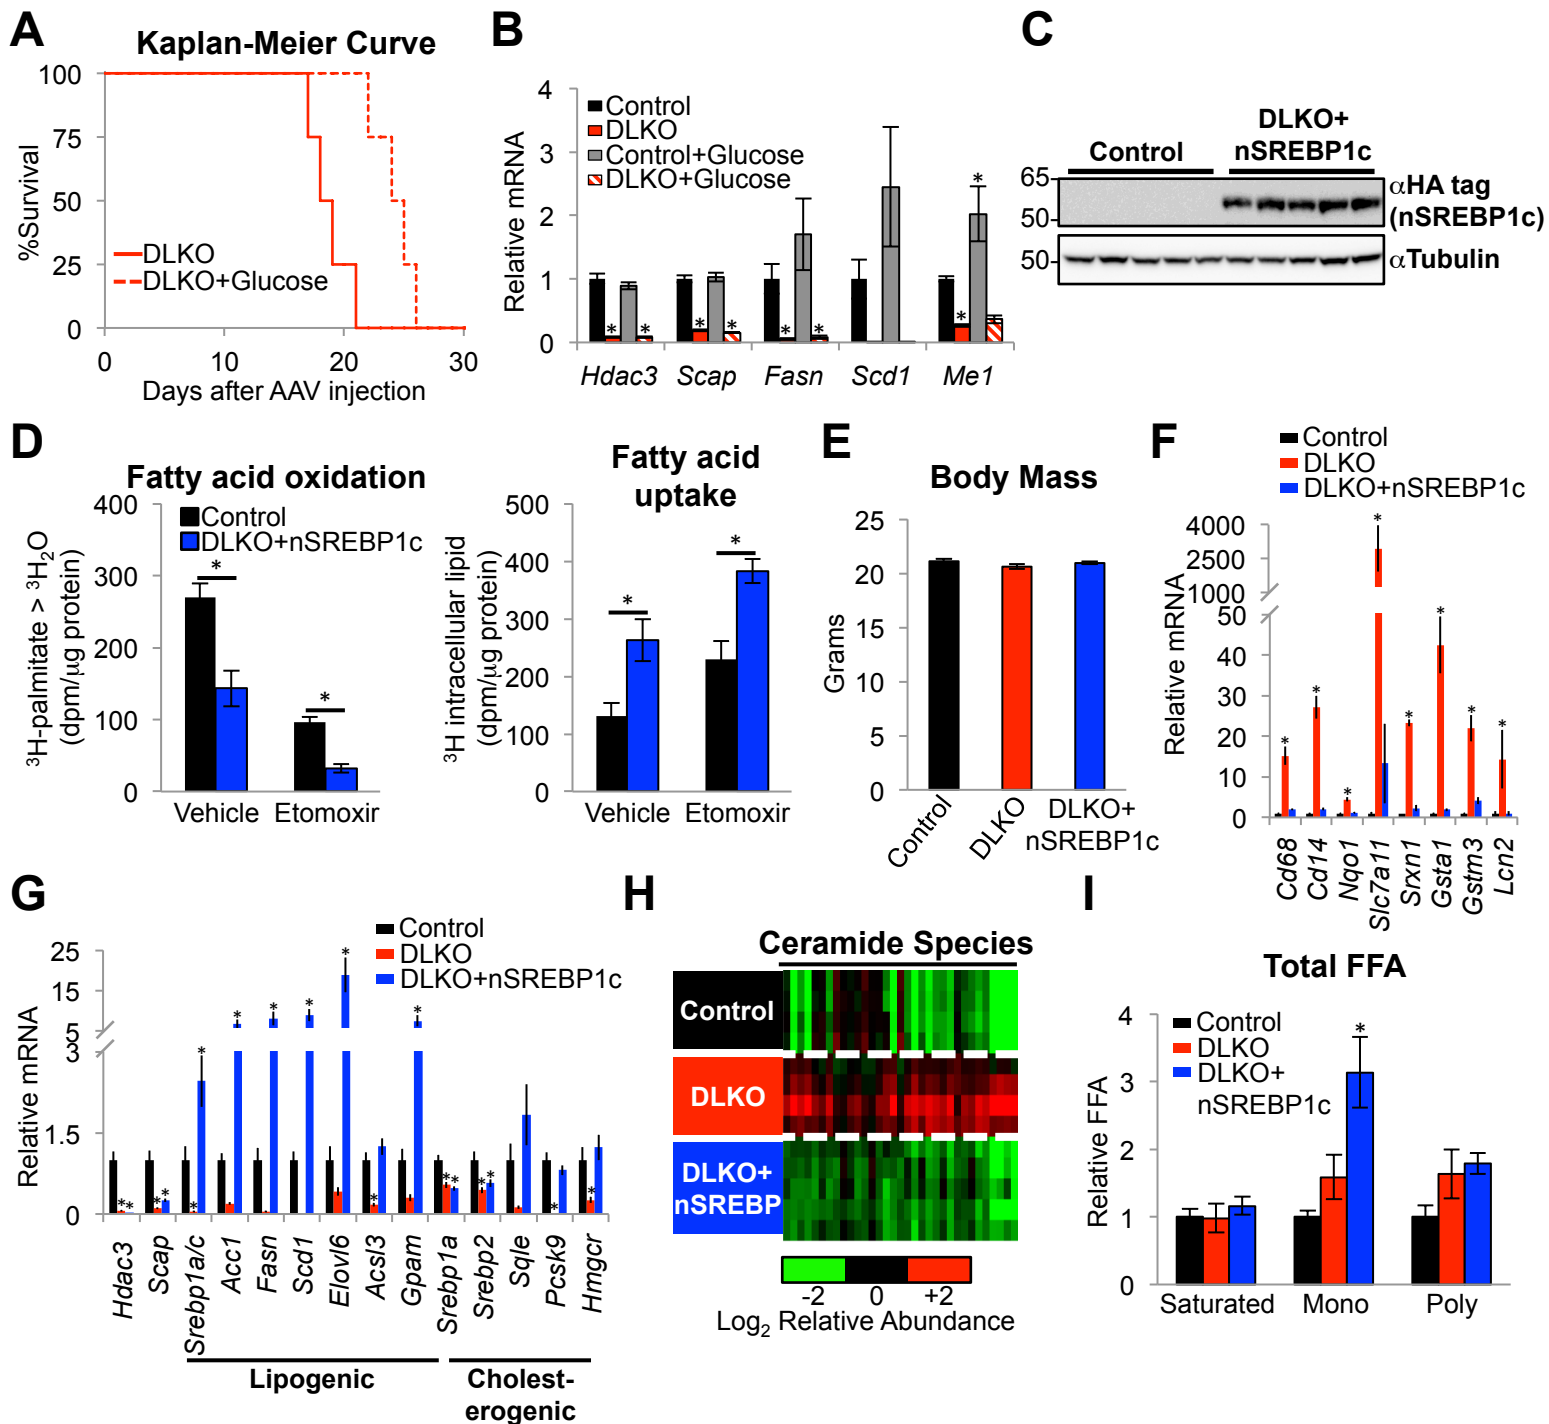 A
Kaplan-Meier Curve
%Survival
100
75
50
25
0
DLKO
DLKO+Glucose
0 10 20 30
Days after AAV injection
B
Relative mRNA
4
3
2
1
0
Control
DLKO
Control+Glucose
DLKO+Glucose
* * * * * * * *
Hdac3 Scap Fasn Scd1 Me1
C
Control
DLKO+
nSREBP1c
65
50
αHA tag
(nSREBP1c)
50
αTubulin
D
Fatty acid oxidation
³H-palmitate > ³H₂O
(dpm/µg protein)
400
300
200
100
0
Control
DLKO+nSREBP1c
*
*
Vehicle Etomoxir
Fatty acid
uptake
³H intracellular lipid
(dpm/µg protein)
500
400
300
200
100
0
*
*
Vehicle Etomoxir
E
Body Mass
Grams
25
20
15
10
5
0
Control
DLKO
DLKO+
nSREBP1c
F
Control
DLKO
DLKO+nSREBP1c
Relative mRNA
4000
2500
1000
50
40
30
20
10
0
* * * * * * * *
Cd68 Cd14 Nqo1 Slc7a11 Srxn1 Gsta1 Gstm3 Lcn2
G
Control
DLKO
DLKO+nSREBP1c
Relative mRNA
25
15
5
3
1.5
0
* * * * * * * * * * * * * * * * * *
Hdac3 Scap Srebp1a/c Acc1 Fasn Scd1 Elovl6 Acsl3 Gpam Srebp1a Srebp2 Sqle Pcsk9 Hmgcr
Lipogenic
Cholest-
erogenic
H
Ceramide Species
Control
DLKO
DLKO+
nSREBP
-2 0 +2
Log₂ Relative Abundance
I
Total FFA
Relative FFA
4
3
2
1
0
Control
DLKO
DLKO+
nSREBP1c
*
Saturated Mono Poly